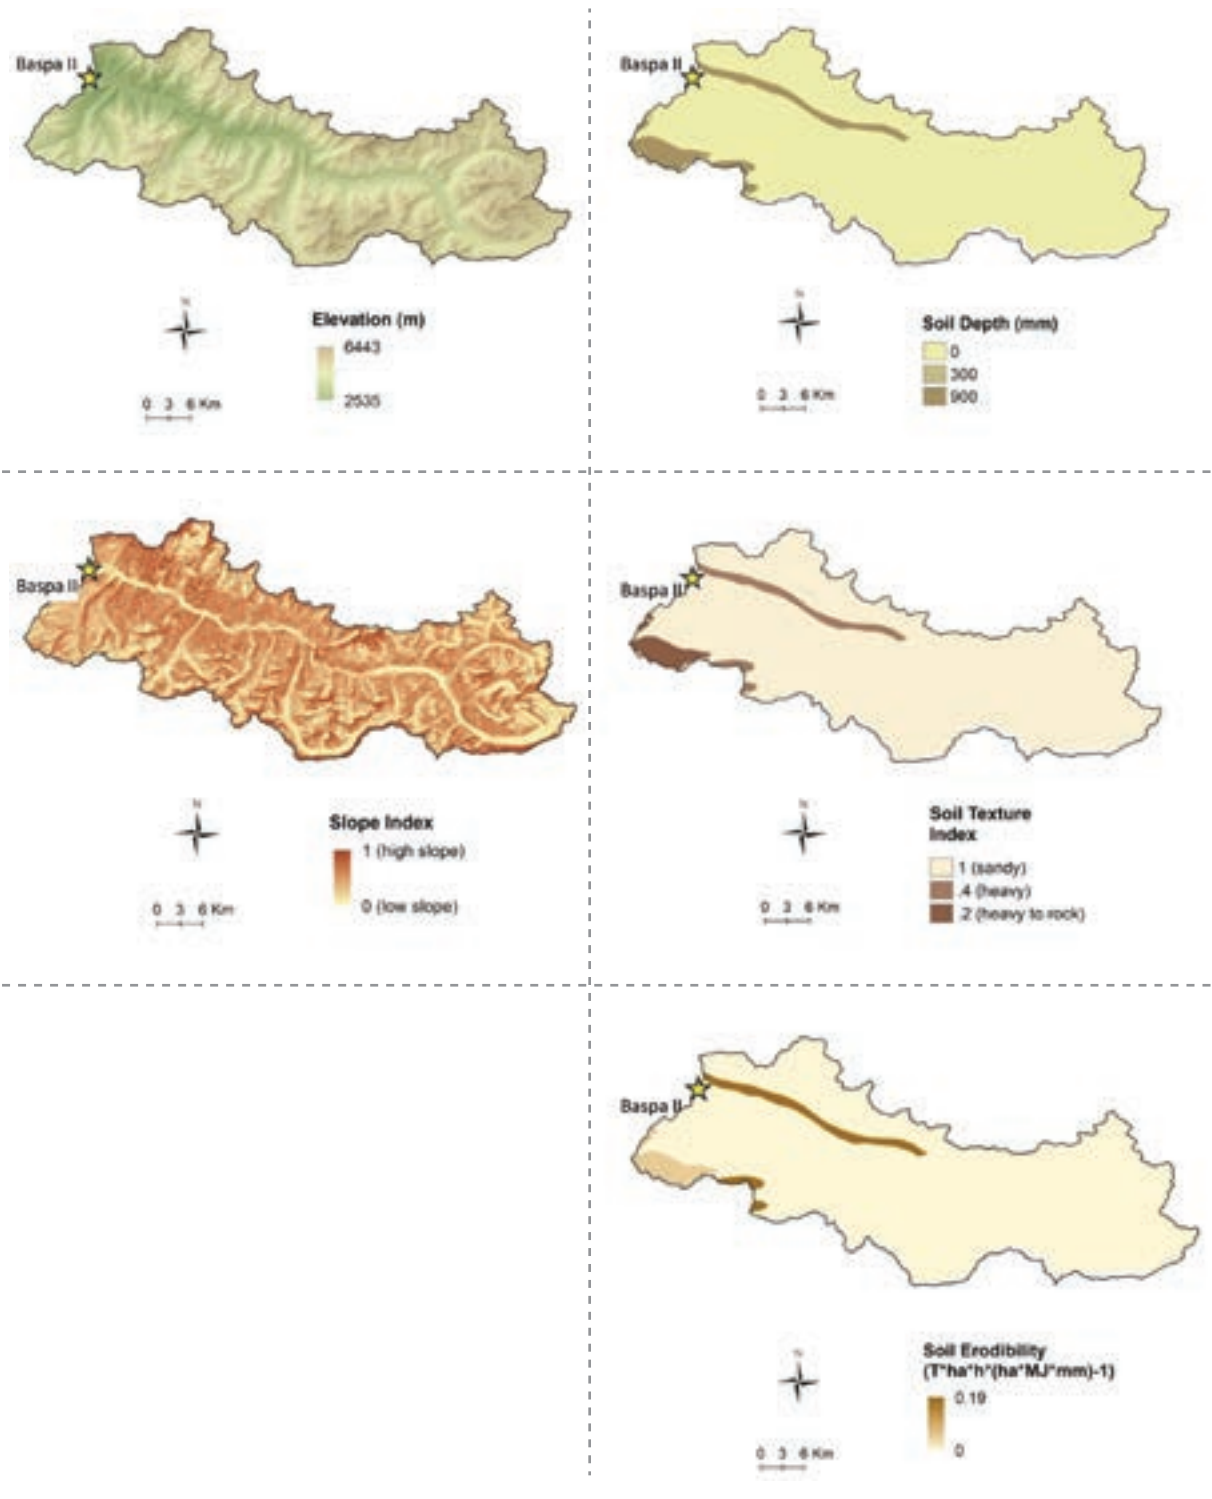 Baspa II
N
Elevation (m)
6443
2535
0 3 6 Km
Baspa II
N
Soil Depth (mm)
0
300
900
0 3 6 Km
Baspa II
N
Slope Index
1 (high slope)
0 (low slope)
0 3 6 Km
Baspa II
N
Soil Texture
Index
1 (sandy)
.4 (heavy)
.2 (heavy to rock)
0 3 6 Km
Baspa II
N
Soil Erodibility
(T*ha*h*(ha*MJ*mm)-1)
0.19
0
0 3 6 Km